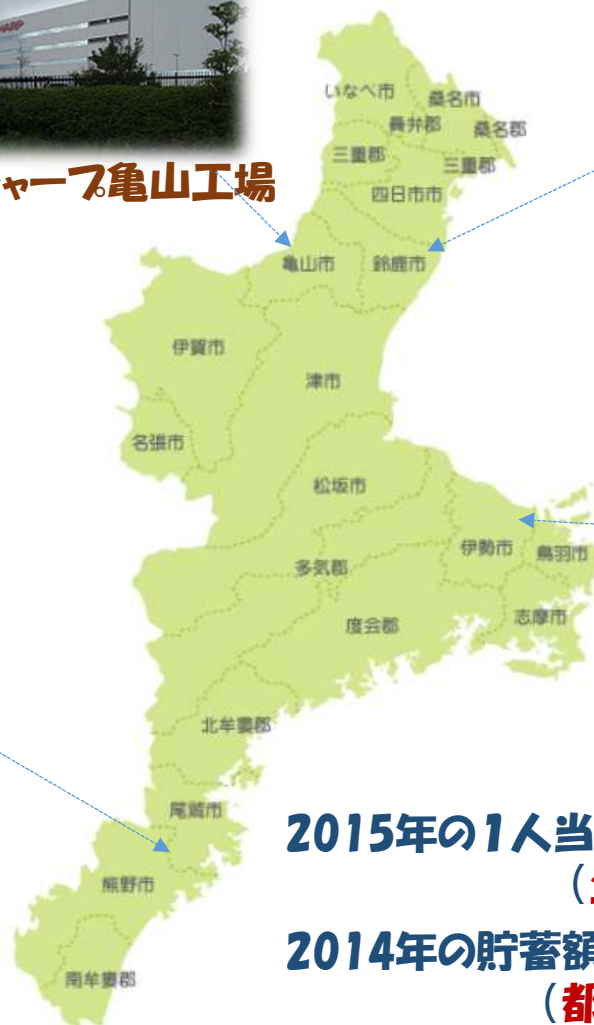 ャープ亀山工場
いなべ市
桑名市
員弁郡
桑名郡
三重郡
三重郡
四日市市
亀山市
鈴鹿市
伊賀市
津市
名張市
松坂市
伊勢市
鳥羽市
多気郡
度会郡
志摩市
北牟婁郡
尾鷲市
熊野市
南牟婁郡
2015年の1人当
2014年の貯蓄額
（都